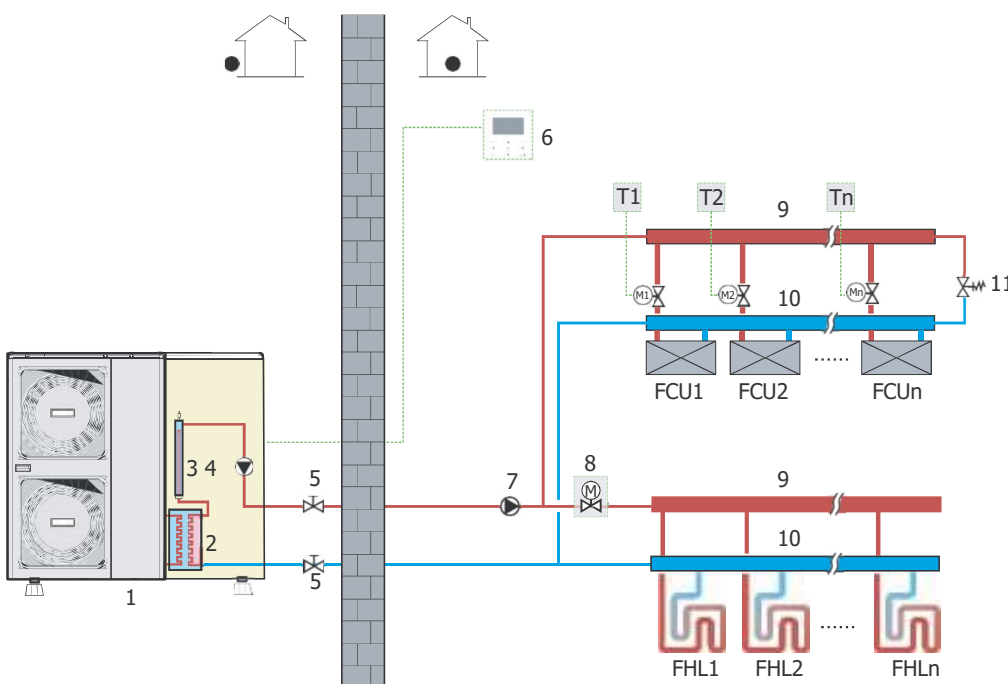 6
T1 T2 Tn
9
11
M1 M2 Mn
10
FCU1 FCU2 ...... FCUn
3 4
5
7
8
M
9
2
10
5
1
......
FHL1 FHL2 FHLn